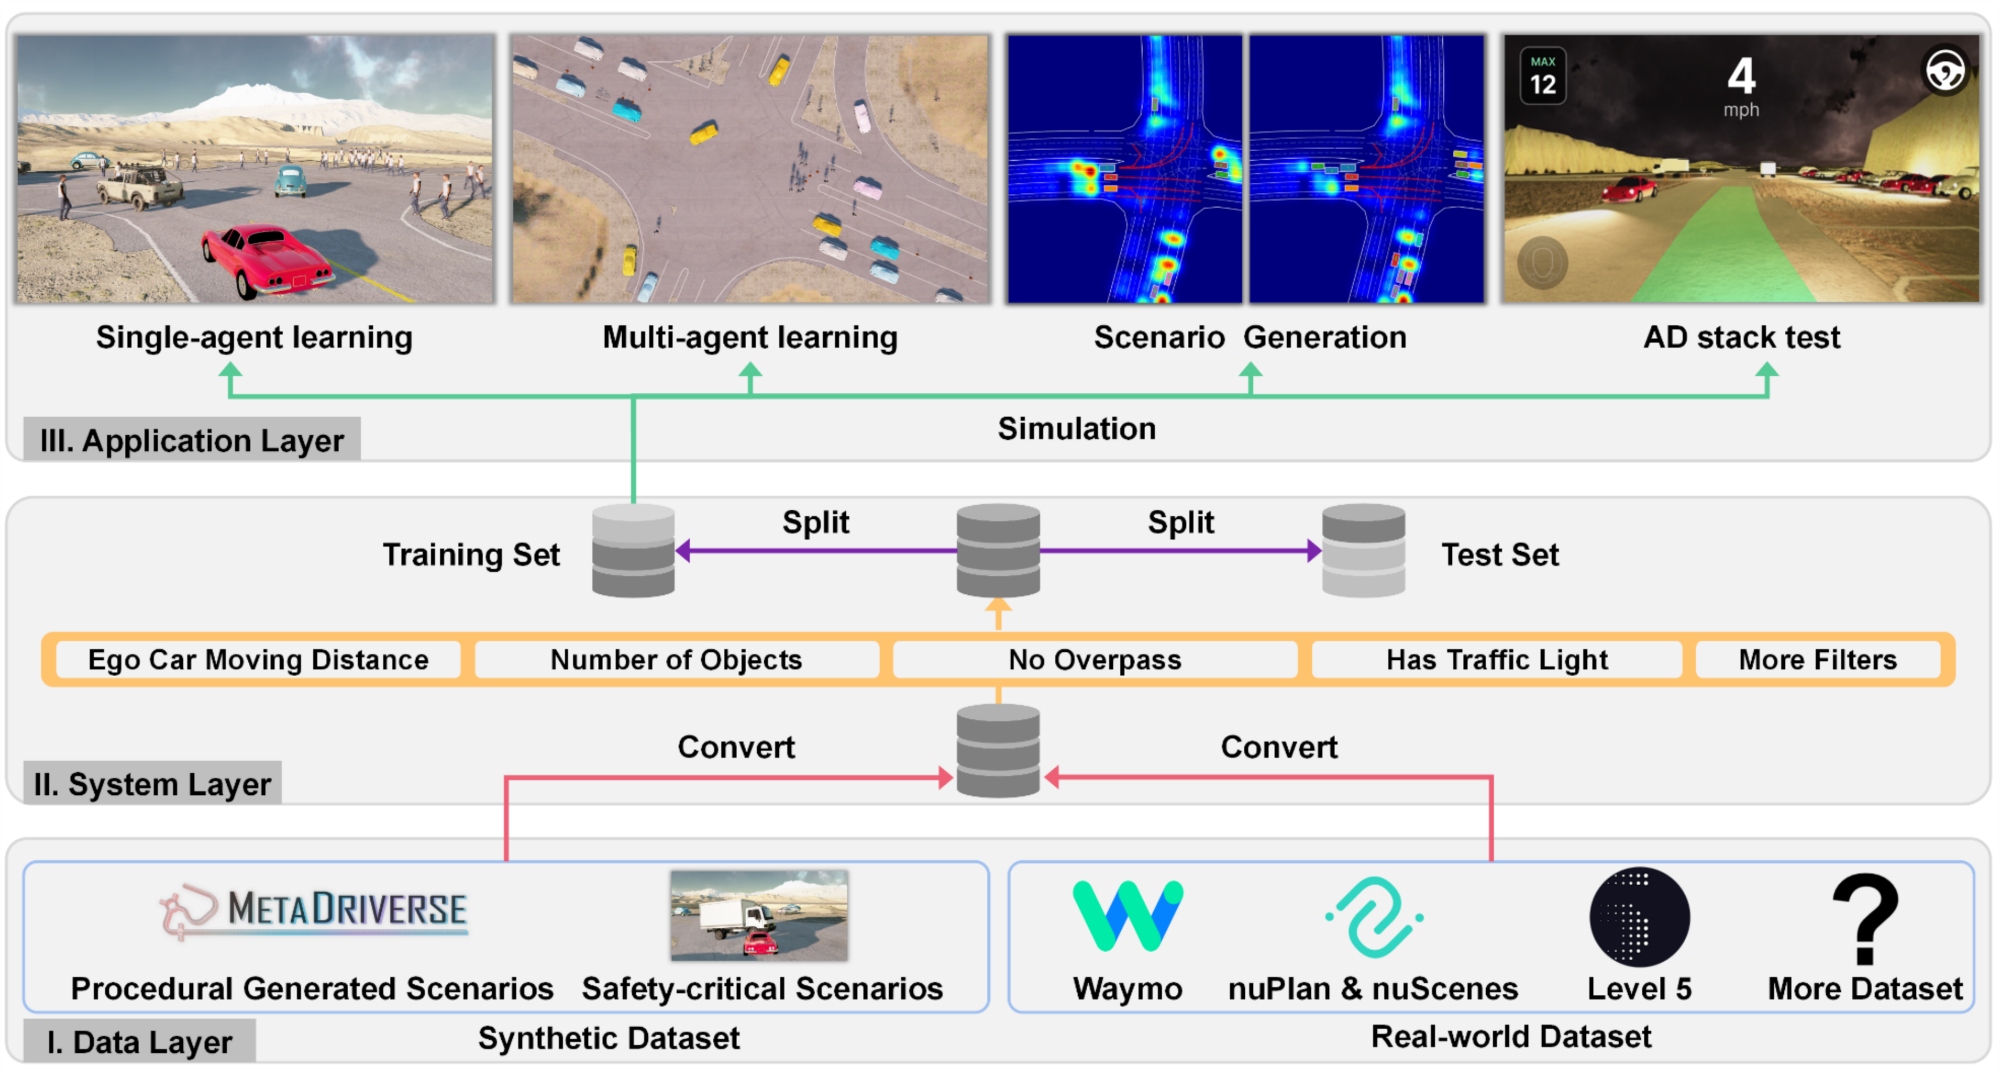 MAX
12
4
mph
Single-agent learning
Multi-agent learning
Scenario Generation
AD stack test
Simulation
III. Application Layer
Training Set
Split
Split
Test Set
Ego Car Moving Distance
Number of Objects
No Overpass
Has Traffic Light
More Filters
Convert
Convert
II. System Layer
METADRIVERSE
Procedural Generated Scenarios
Safety-critical Scenarios
Waymo
nuPlan & nuScenes
Level 5
?
More Dataset
Synthetic Dataset
Real-world Dataset
I. Data Layer